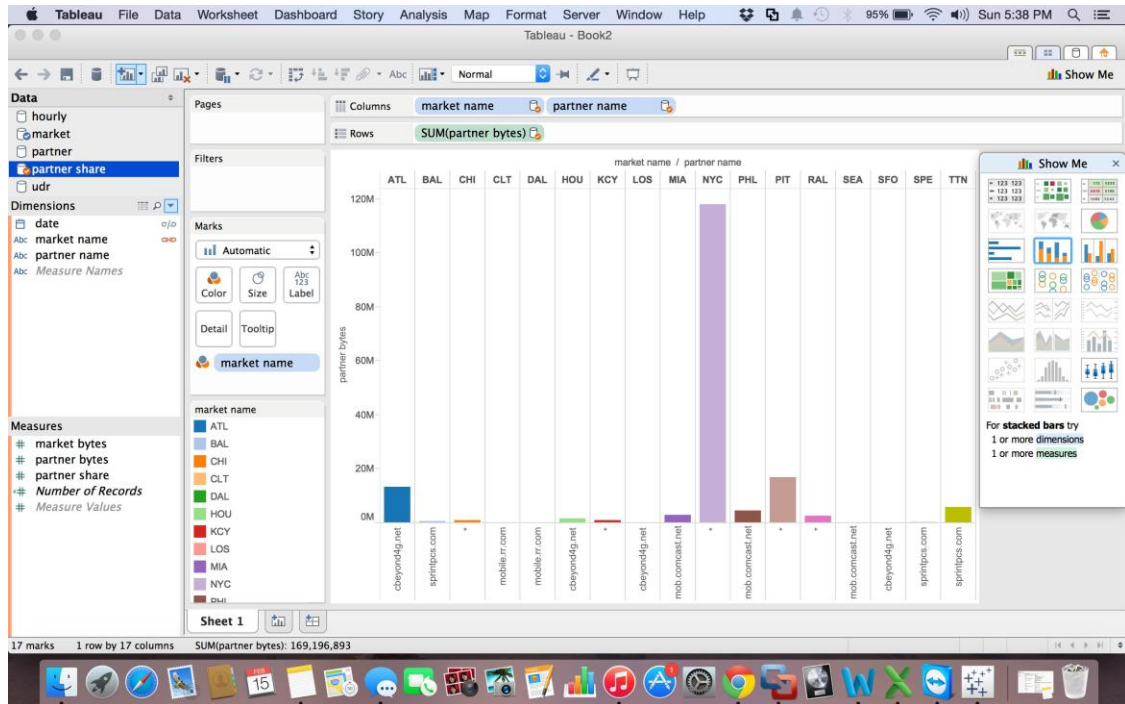 Tableau File Data Worksheet Dashboard Story Analysis Map Format Server Window Help 95% Sun 5:38 PM
Tableau - Book2
Abc Normal Show Me
Data
hourly
market
partner
partner share
udr
Dimensions
date
Abc market name
Abc partner name
Abc Measure Names
Measures
# market bytes
# partner bytes
# partner share
# Number of Records
# Measure Values
Pages
Filters
Marks
Automatic
Color Size Abc 123 Label
Detail Tooltip
market name
market name
ATL
BAL
CHI
CLT
DAL
HOU
KCY
LOS
MIA
NYC
PHL
Columns market name partner name
Rows SUM(partner bytes)
market name / partner name
ATL BAL CHI CLT DAL HOU KCY LOS MIA NYC PHL PIT RAL SEA SFO SPE TTN
partner bytes
120M
100M
80M
60M
40M
20M
0M
cbeyond4g.net
sprintpcs.com
*
mobile.rr.com
mobile.rr.com
cbeyond4g.net
*
cbeyond4g.net
mob.comcast.net
*
mob.comcast.net
*
*
mob.comcast.net
cbeyond4g.net
sprintpcs.com
sprintpcs.com
Show Me ×
For stacked bars try
1 or more dimensions
1 or more measures
Sheet 1
17 marks 1 row by 17 columns SUM(partner bytes): 169,196,893
15